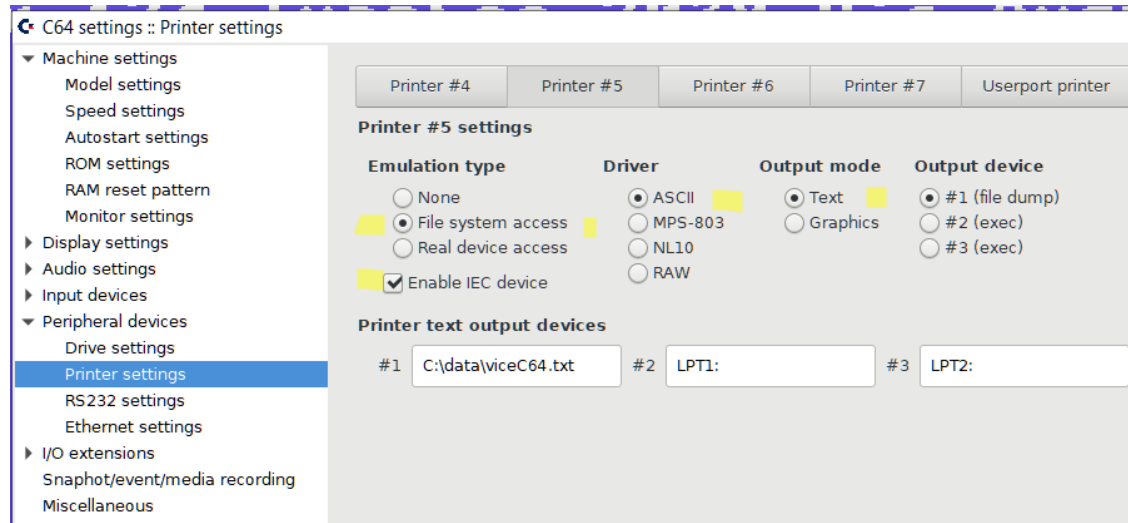 C64 settings :: Printer settings
Machine settings
Model settings
Speed settings
Autostart settings
ROM settings
RAM reset pattern
Monitor settings
Display settings
Audio settings
Input devices
Peripheral devices
Drive settings
Printer settings
RS232 settings
Ethernet settings
I/O extensions
Snaphot/event/media recording
Miscellaneous
Printer #4 Printer #5 Printer #6 Printer #7 Userport printer
Printer #5 settings
Emulation type Driver Output mode Output device
None ASCII Text #1 (file dump)
File system access MPS-803 Graphics #2 (exec)
Real device access NL10 #3 (exec)
RAW
Enable IEC device
Printer text output devices
#1 C:\data\viceC64.txt #2 LPT1: #3 LPT2: